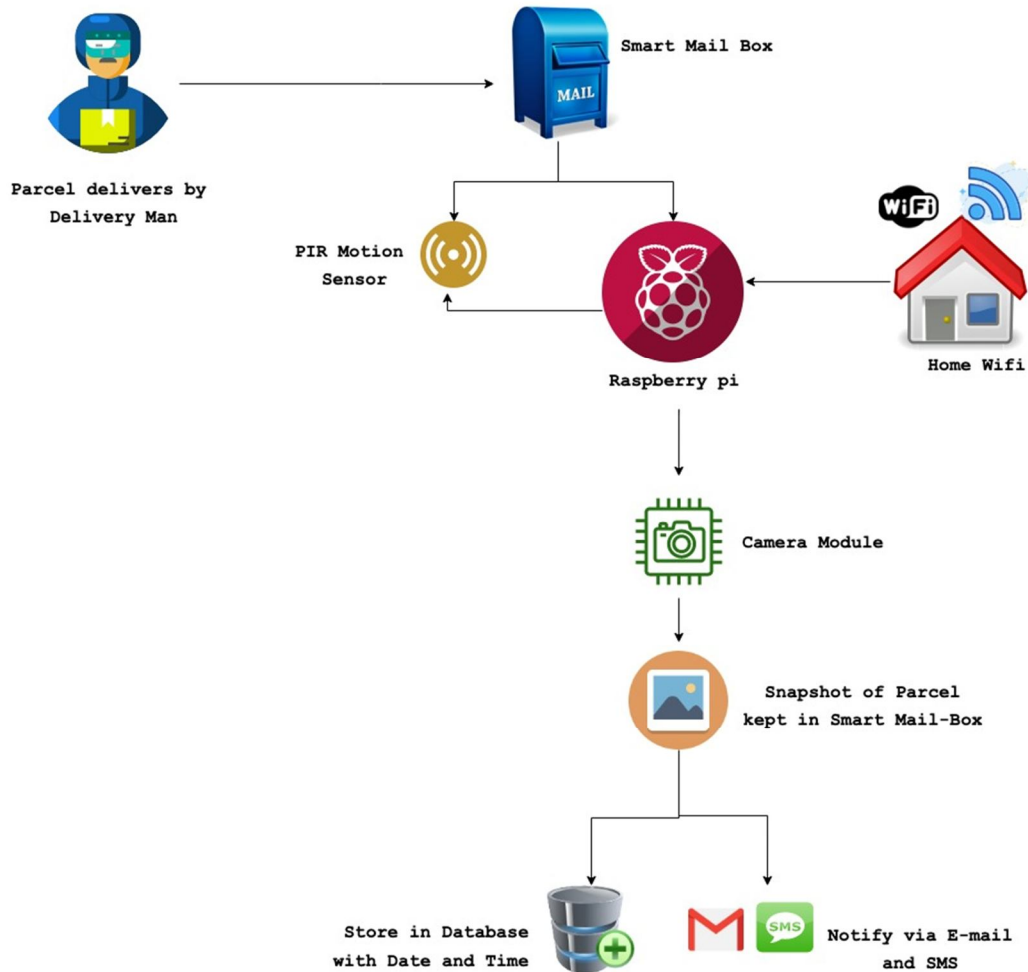 Smart Mail Box
MAIL
Parcel delivers by
Delivery Man
WiFi
PIR Motion
Sensor
Home Wifi
Raspberry pi
Camera Module
Snapshot of Parcel
kept in Smart Mail-Box
Store in Database
with Date and Time
SMS
Notify via E-mail
and SMS